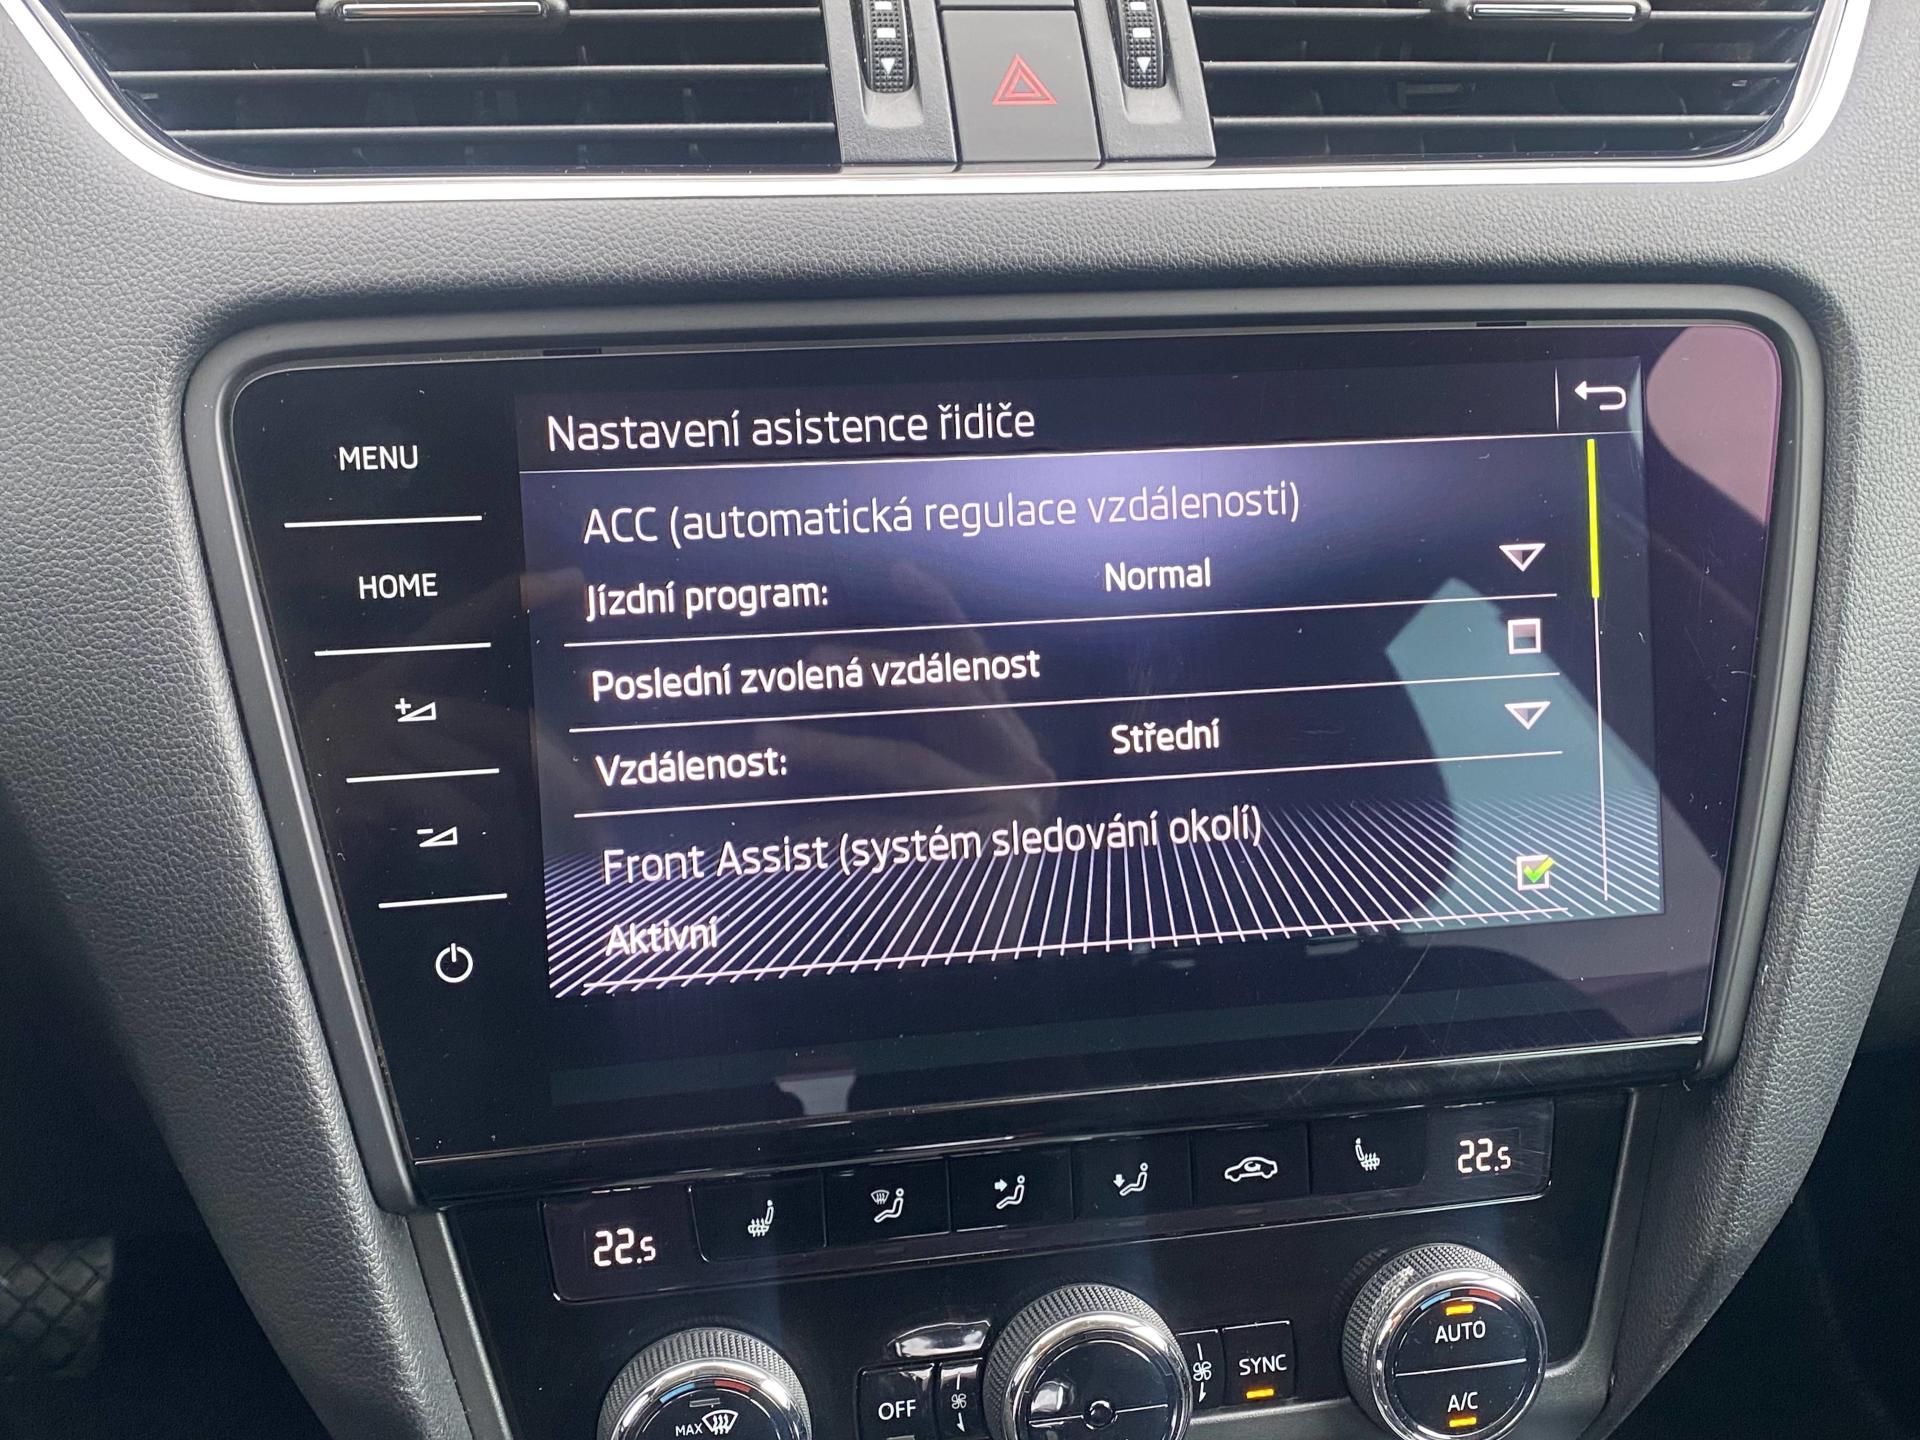 MENU
HOME
Nastavení asistence řidiče
ACC (automatická regulace vzdálenosti)
Jízdní program: Normal
Poslední zvolená vzdálenost
Vzdálenost: Střední
Front Assist (systém sledování okolí)
Aktivní
22.5
22.5
MAX
OFF
SYNC
AUTO
A/C